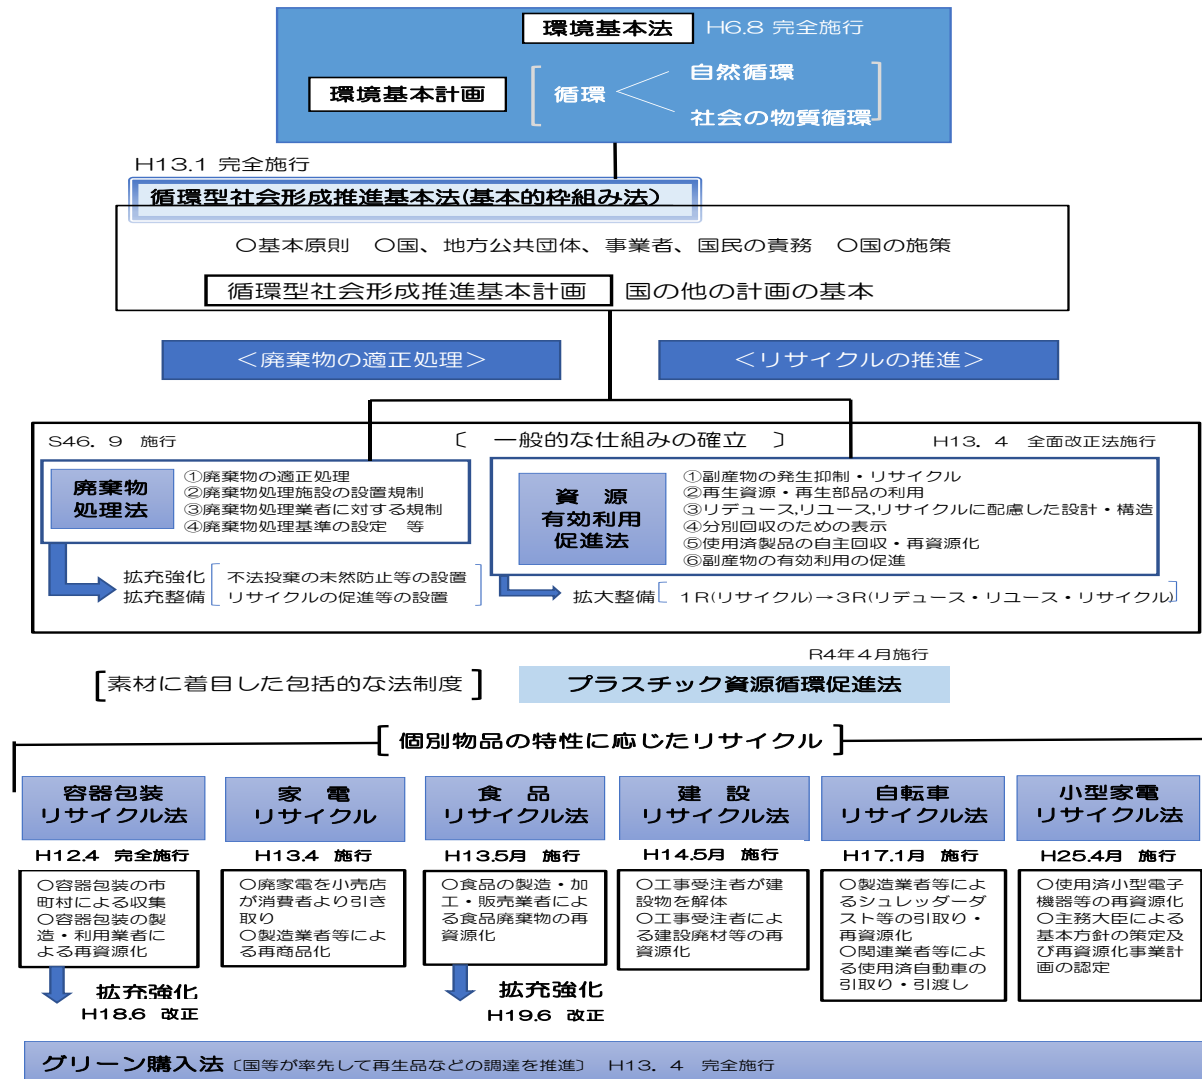 環境基本法 H6.8 完全施行
環境基本計画
循環
自然循環
社会の物質循環
H13.1 完全施行
循環型社会形成推進基本法(基本的枠組み法)
〇基本原則 〇国、地方公共団体、事業者、国民の責務 〇国の施策
循環型社会形成推進基本計画 国の他の計画の基本
＜廃棄物の適正処理＞
＜リサイクルの推進＞
〔 一般的な仕組みの確立 〕
S46．9 施行
廃棄物
処理法
①廃棄物の適正処理
②廃棄物処理施設の設置規制
③廃棄物処理業者に対する規制
④廃棄物処理基準の設定 等
拡充強化 不法投棄の未然防止等の設置
拡充整備 リサイクルの促進等の設置
H13．4 全面改正法施行
資 源
有効利用
促進法
①副産物の発生抑制・リサイクル
②再生資源・再生部品の利用
③リデュース,リユース,リサイクルに配慮した設計・構造
④分別回収のための表示
⑤使用済製品の自主回収・再資源化
⑥副産物の有効利用の促進
拡大整備 1R(リサイクル)→3R(リデュース・リユース・リサイクル)
R4年4月施行
[素材に着目した包括的な法制度] プラスチック資源循環促進法
[個別物品の特性に応じたリサイクル]
容器包装
リサイクル法
H12.4 完全施行
〇容器包装の市
町村による収集
〇容器包装の製
造・利用業者に
よる再資源化
拡充強化
H18.6 改正
家 電
リサイクル
H13.4 施行
〇廃家電を小売店
が消費者より引き
取り
〇製造業者等によ
る再商品化
食 品
リサイクル法
H13.5月 施行
〇食品の製造・加
工・販売業者によ
る食品廃棄物の再
資源化
拡充強化
H19.6 改正
建 設
リサイクル法
H14.5月 施行
〇工事受注者が建
設物を解体
〇工事受注者によ
る建設廃材等の再
資源化
自転車
リサイクル法
H17.1月 施行
〇製造業者等によ
るシュレッダーダ
スト等の引取り・
再資源化
〇関連業者等によ
る使用済自動車の
引取り・引渡し
小型家電
リサイクル法
H25.4月 施行
〇使用済小型電子
機器等の再資源化
〇主務大臣による
基本方針の策定及
び再資源化事業計
画の認定
グリーン購入法〔国等が率先して再生品などの調達を推進〕 H13．4 完全施行